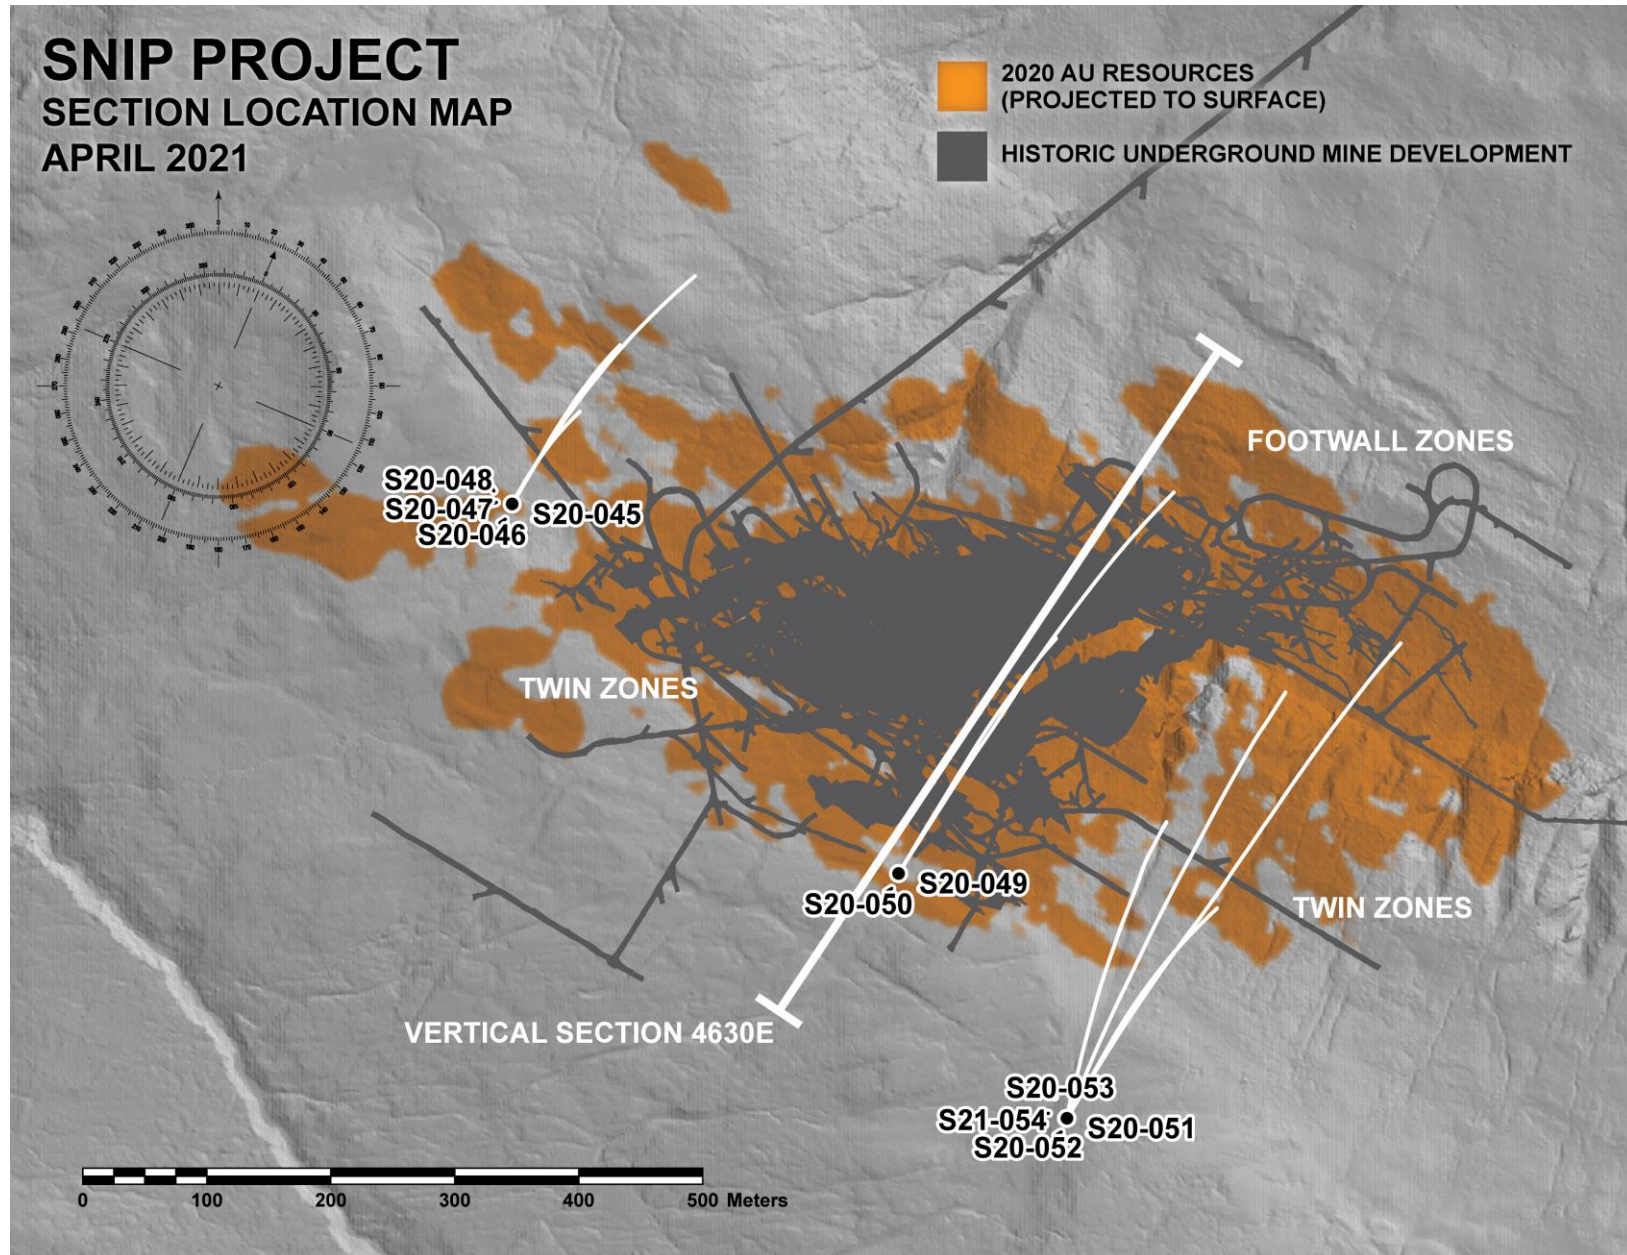 SNIP PROJECT
SECTION LOCATION MAP
APRIL 2021
2020 AU RESOURCES
(PROJECTED TO SURFACE)
HISTORIC UNDERGROUND MINE DEVELOPMENT
FOOTWALL ZONES
S20-048
S20-047
S20-046
S20-045
TWIN ZONES
S20-049
S20-050
TWIN ZONES
VERTICAL SECTION 4630E
S20-053
S21-054
S20-051
S20-052
0 100 200 300 400 500 Meters